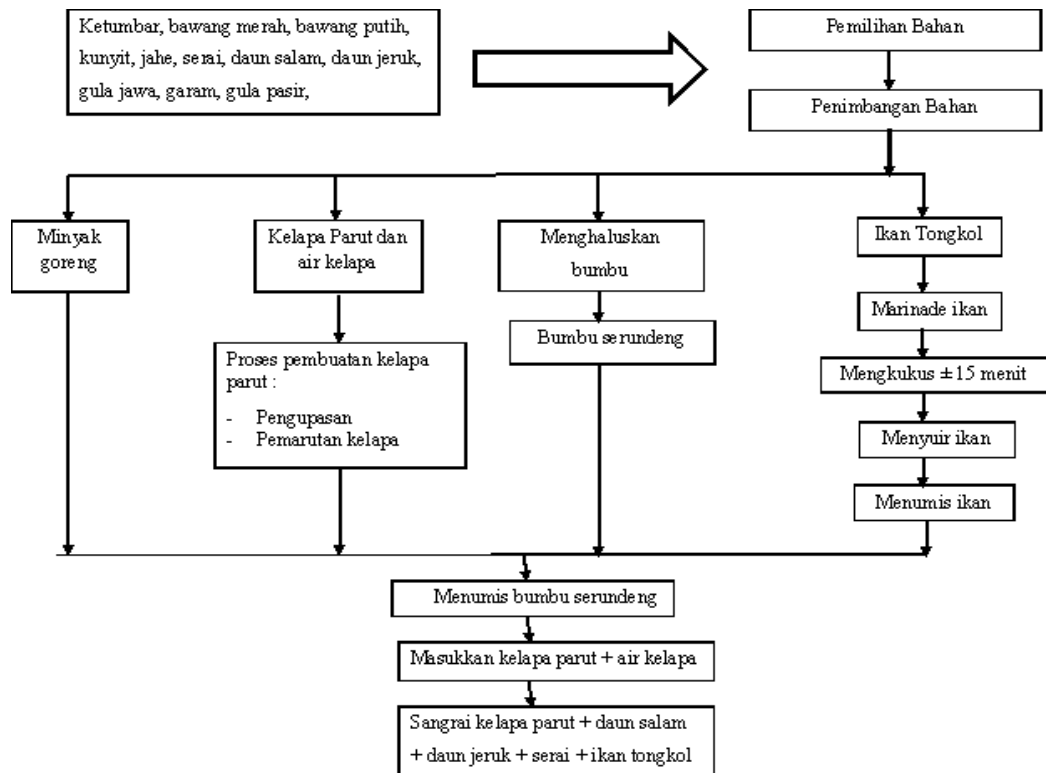 Ketumbar, bawang merah, bawang putih,
kunyit, jahe, serai, daun salam, daun jeruk,
gula jawa, garam, gula pasir,
Pemilihan Bahan
Penimbangan Bahan
Minyak
goreng
Kelapa Parut dan
air kelapa
Menghaluskan
bumbu
Ikan Tongkol
Marinade ikan
Bumbu serundeng
Proses pembuatan kelapa
parut :
- Pengupasan
- Pemarutan kelapa
Mengkukus ± 15 menit
Menyuir ikan
Menumis ikan
Menumis bumbu serundeng
Masukkan kelapa parut + air kelapa
Sangrai kelapa parut + daun salam
+ daun jeruk + serai + ikan tongkol